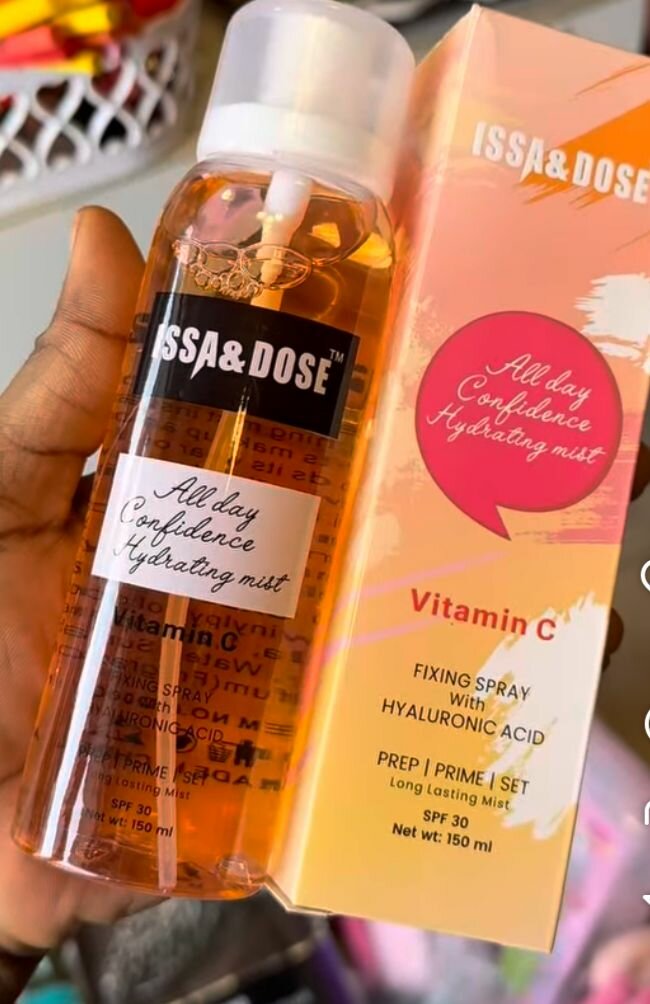 ISSA&DOSE™
All day
Confidence
Hydrating mist
Vitamin C
FIXING SPRAY
With
HYALURONIC ACID
PREP | PRIME | SET
Long Lasting Mist
SPF 30
Net wt: 150 ml
ISSA&DOSE
All day
Confidence
Hydrating mist
Vitamin C
FIXING SPRAY
With
HYALURONIC ACID
PREP | PRIME | SET
Long Lasting Mist
SPF 30
Net wt: 150 ml